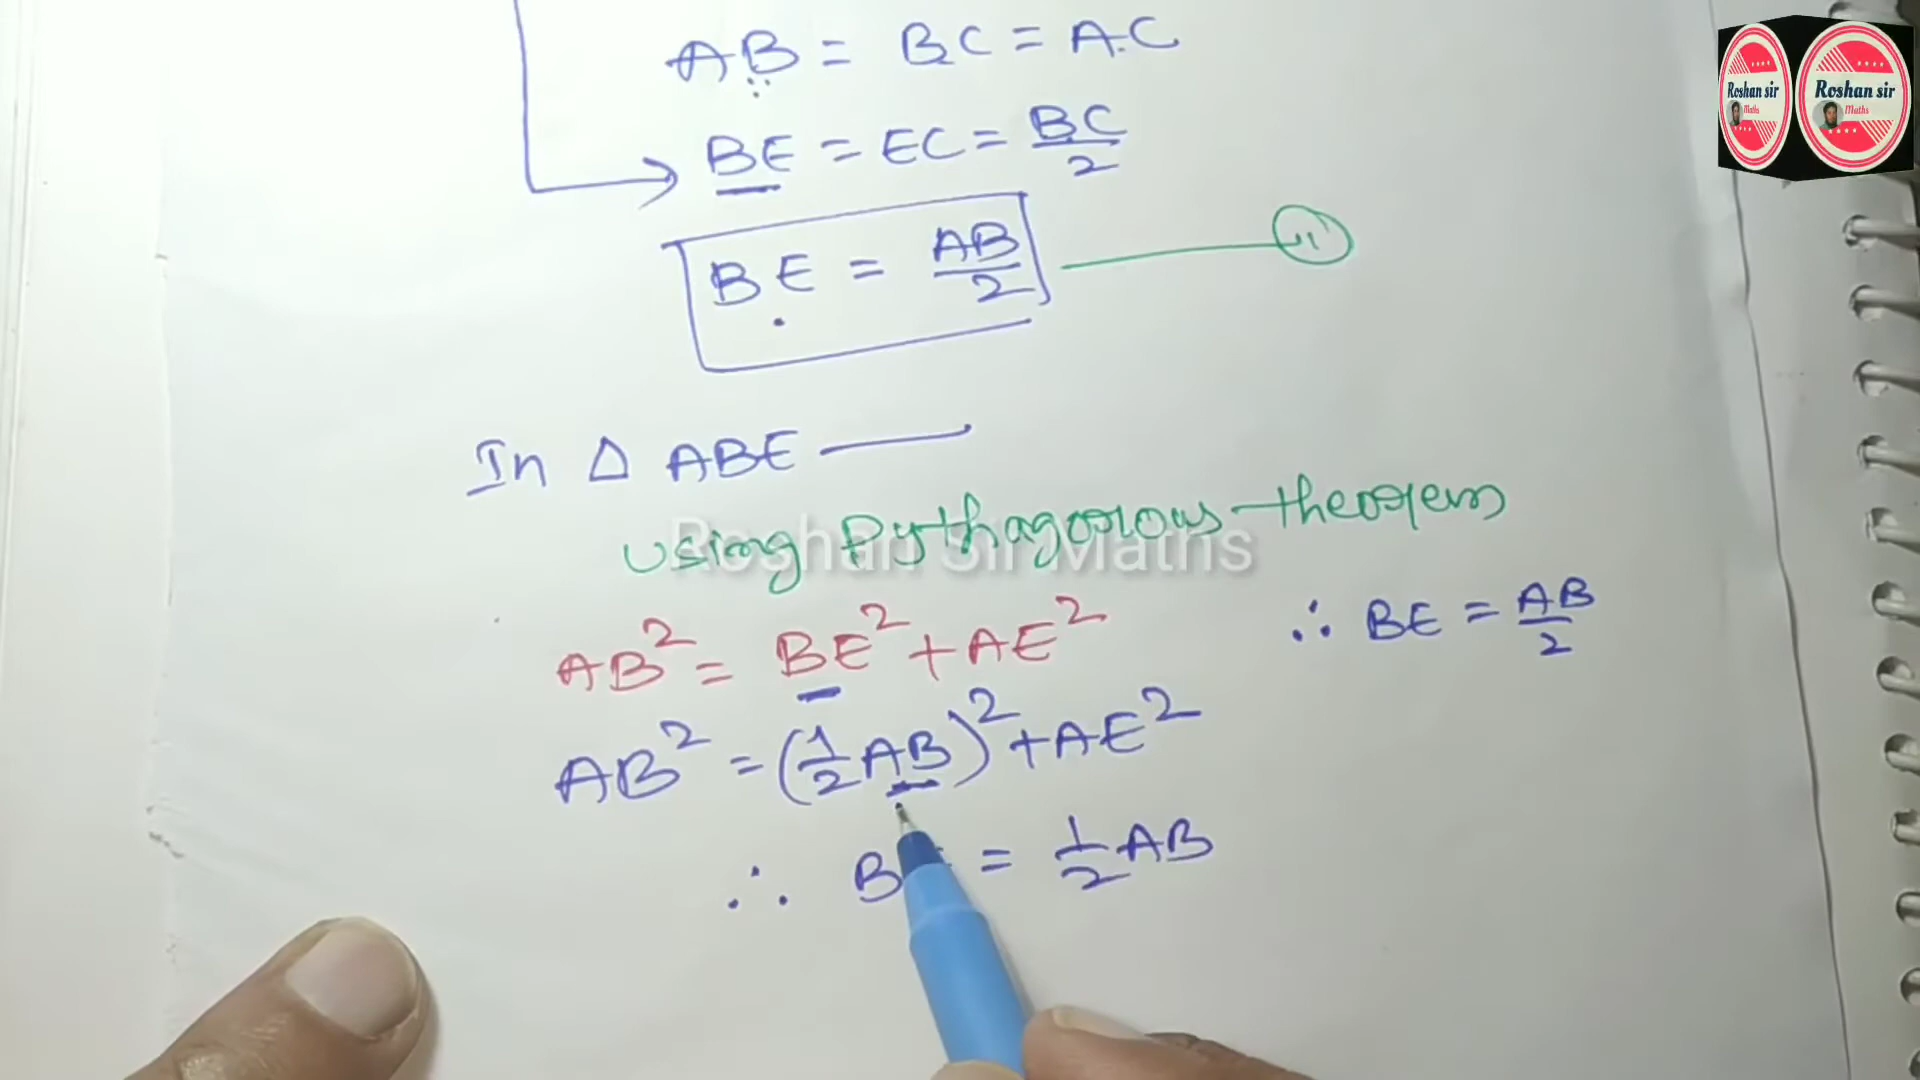 AB = BC = AC
BE = EC = BC/2
BE = AB/2 — (ii)
In △ ABE —
using Pythagorous theorem
AB² = BE² + AE²
∴ BE = AB/2
AB² = (1/2 AB)² + AE²
∴ B = 1/2 AB
Roshan Sir Maths
Roshan sir
Maths
Roshan sir
Maths